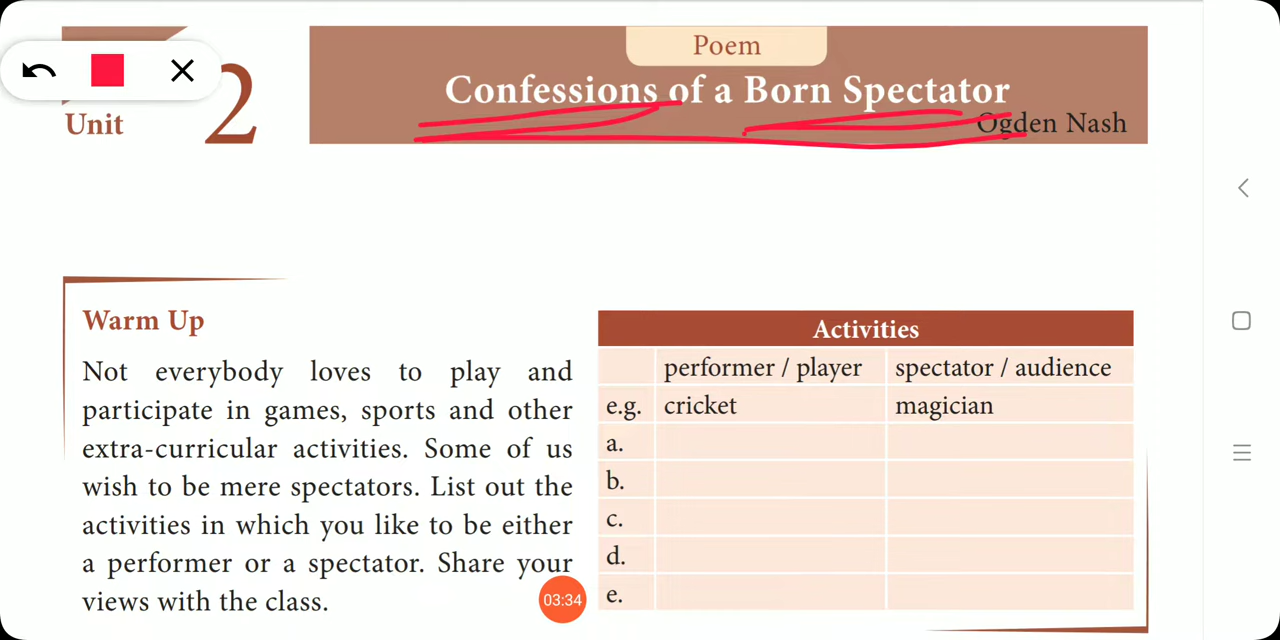 Poem
Confessions of a Born Spectator
Ogden Nash
Unit 2
Warm Up
Not everybody loves to play and
participate in games, sports and other
extra-curricular activities. Some of us
wish to be mere spectators. List out the
activities in which you like to be either
a performer or a spectator. Share your
views with the class.
Activities
performer / player spectator / audience
e.g. cricket magician
a.
b.
c.
d.
e.
03:34